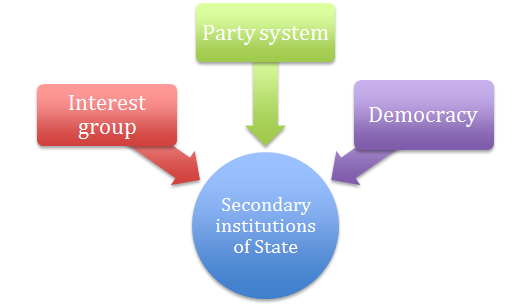 Party system
Interest
group
Democracy
Secondary
institutions
of State